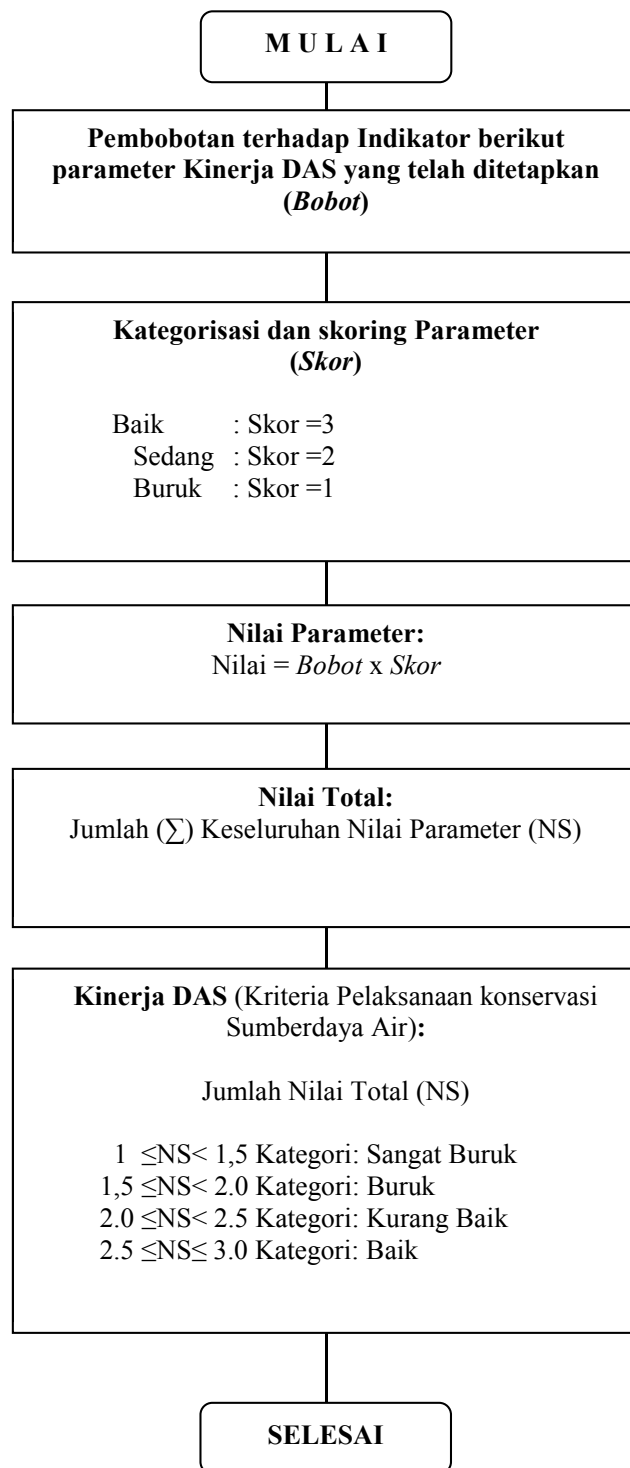 M U L A I
Pembobotan terhadap Indikator berikut
parameter Kinerja DAS yang telah ditetapkan
(Bobot)
Kategorisasi dan skoring Parameter
(Skor)
Baik : Skor =3
Sedang : Skor =2
Buruk : Skor =1
Nilai Parameter:
Nilai = Bobot x Skor
Nilai Total:
Jumlah (∑) Keseluruhan Nilai Parameter (NS)
Kinerja DAS (Kriteria Pelaksanaan konservasi
Sumberdaya Air):
Jumlah Nilai Total (NS)
1 ≤NS< 1,5 Kategori: Sangat Buruk
1,5 ≤NS< 2.0 Kategori: Buruk
2.0 ≤NS< 2.5 Kategori: Kurang Baik
2.5 ≤NS≤ 3.0 Kategori: Baik
SELESAI